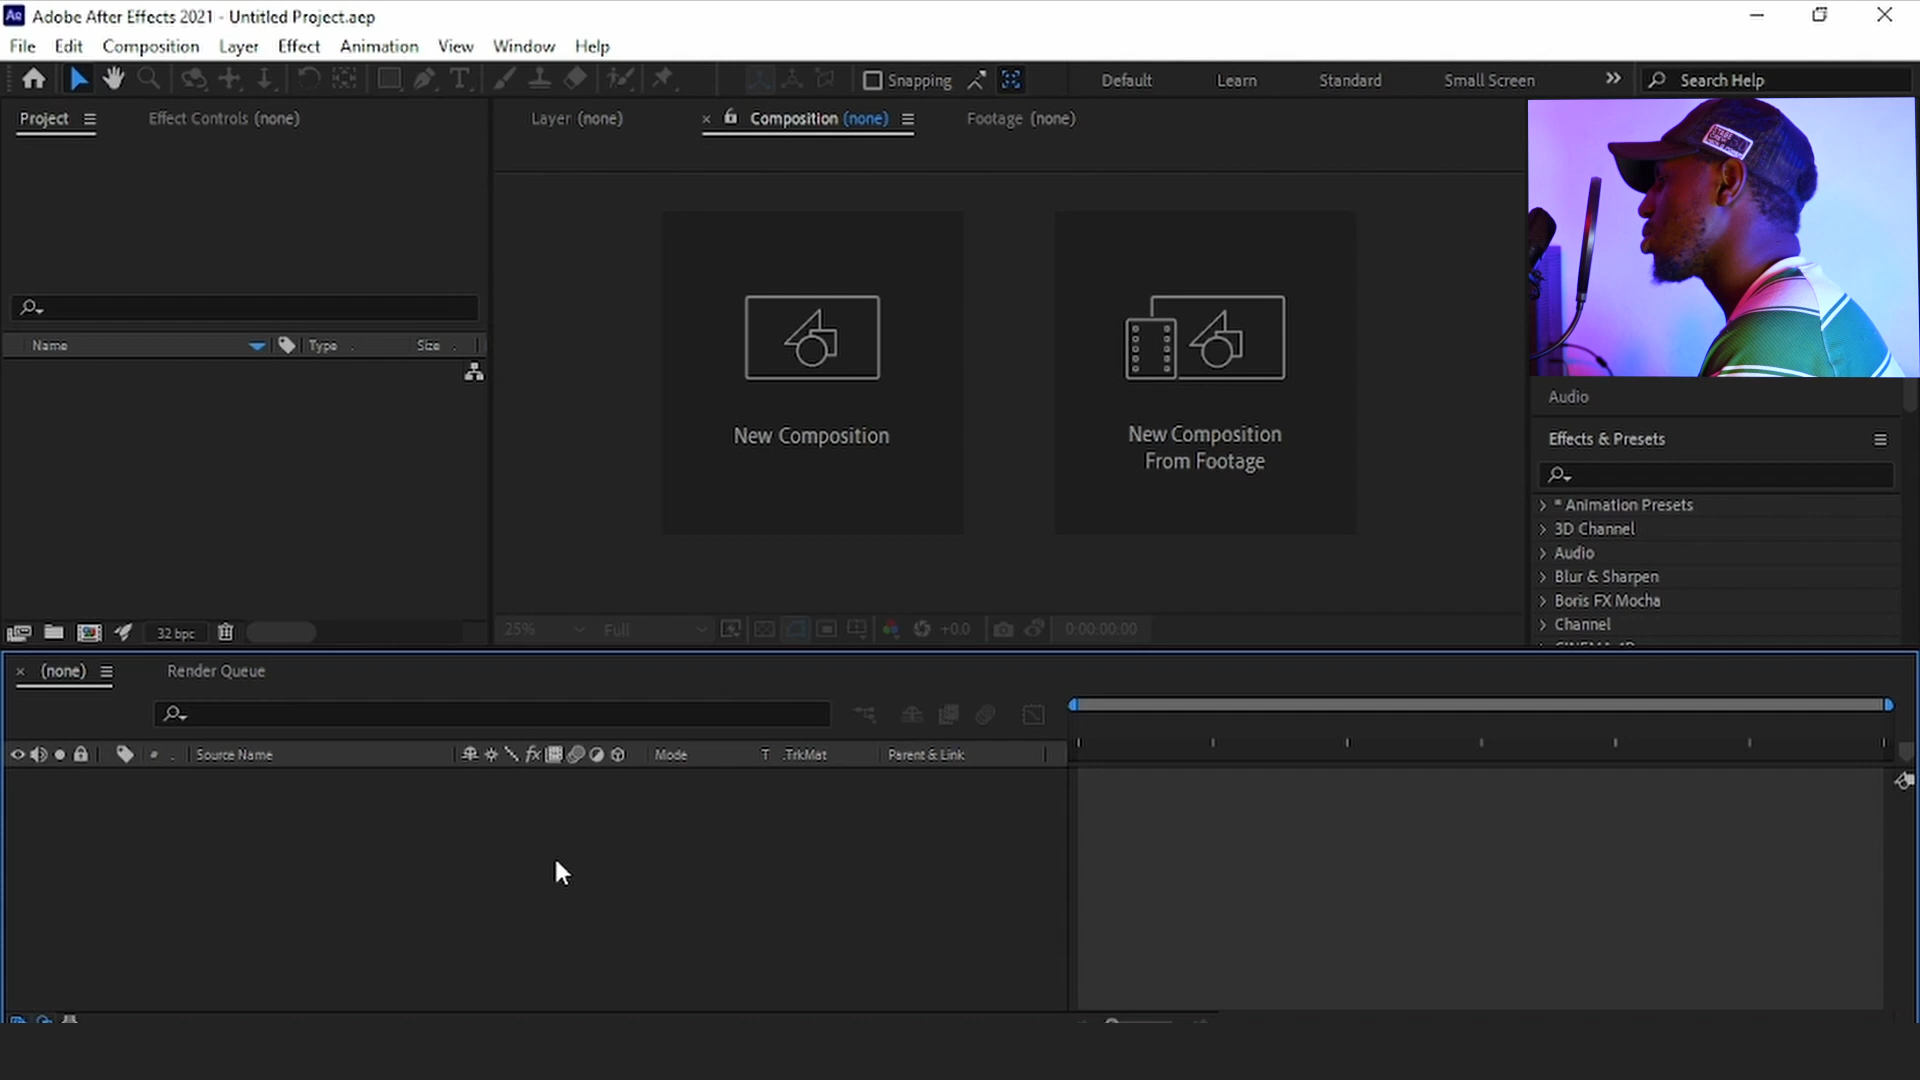 Ae Adobe After Effects 2021 - Untitled Project.aep
File Edit Composition Layer Effect Animation View Window Help
Snapping Default Learn Standard Small Screen Search Help
Project Effect Controls (none) Layer (none) Composition (none) Footage (none)
Name Type Size
New Composition
New Composition
From Footage
Audio
Effects & Presets
* Animation Presets
3D Channel
Audio
Blur & Sharpen
Boris FX Mocha
Channel
32 bpc
25% Full +0.0 0:00:00:00
(none) Render Queue
# Source Name fx Mode T .TrkMat Parent & Link